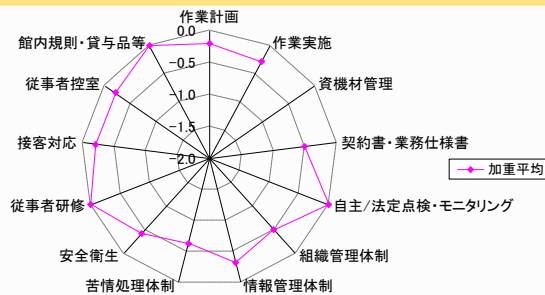 作業計画
作業実施
資機材管理
契約書・業務仕様書
自主/法定点検・モニタリング
組織管理体制
情報管理体制
苦情処理体制
安全衛生
従事者研修
接客対応
従事者控室
館内規則・貸与品等
0.0
−0.5
−1.0
−1.5
−2.0
加重平均